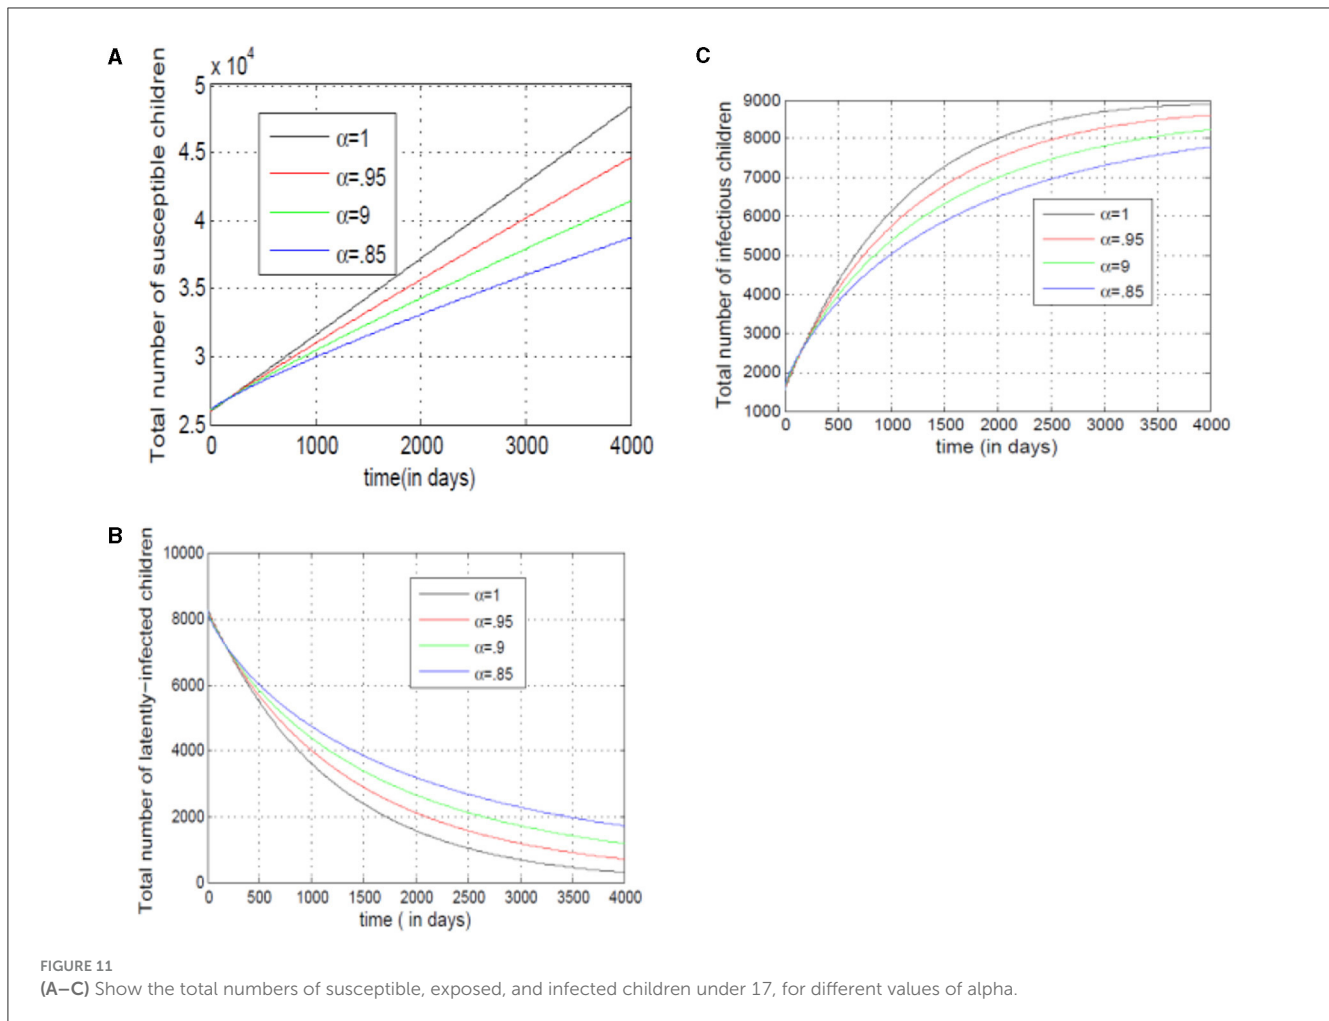 A
x 10^4
Total number of susceptible children
5
4.5
4
3.5
3
2.5
α=1
α=.95
α=9
α=.85
0 1000 2000 3000 4000
time(in days)
C
Total number of infectious children
9000
8000
7000
6000
5000
4000
3000
2000
1000
α=1
α=.95
α=9
α=.85
0 500 1000 1500 2000 2500 3000 3500 4000
time (in days)
B
Total number of latently-infected children
10000
8000
6000
4000
2000
0
α=1
α=.95
α=.9
α=.85
0 500 1000 1500 2000 2500 3000 3500 4000
time ( in days)
FIGURE 11
(A–C) Show the total numbers of susceptible, exposed, and infected children under 17, for different values of alpha.